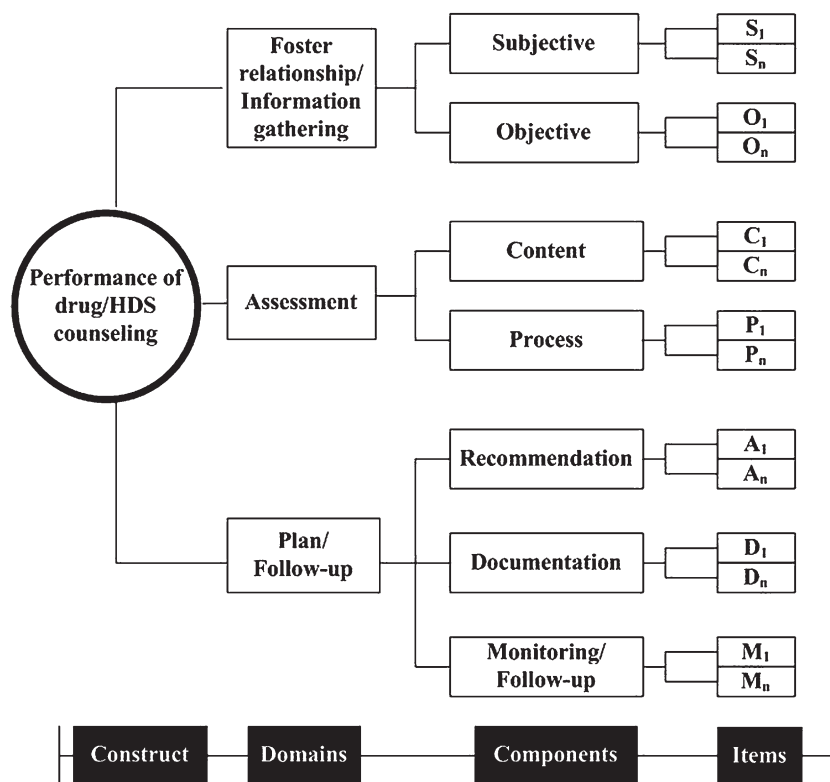 Foster
relationship/
Information
gathering
Subjective
S1
Sn
Objective
O1
On
Performance of
drug/HDS
counseling
Assessment
Content
C1
Cn
Process
P1
Pn
Plan/
Follow-up
Recommendation
A1
An
Documentation
D1
Dn
Monitoring/
Follow-up
M1
Mn
Construct Domains Components Items